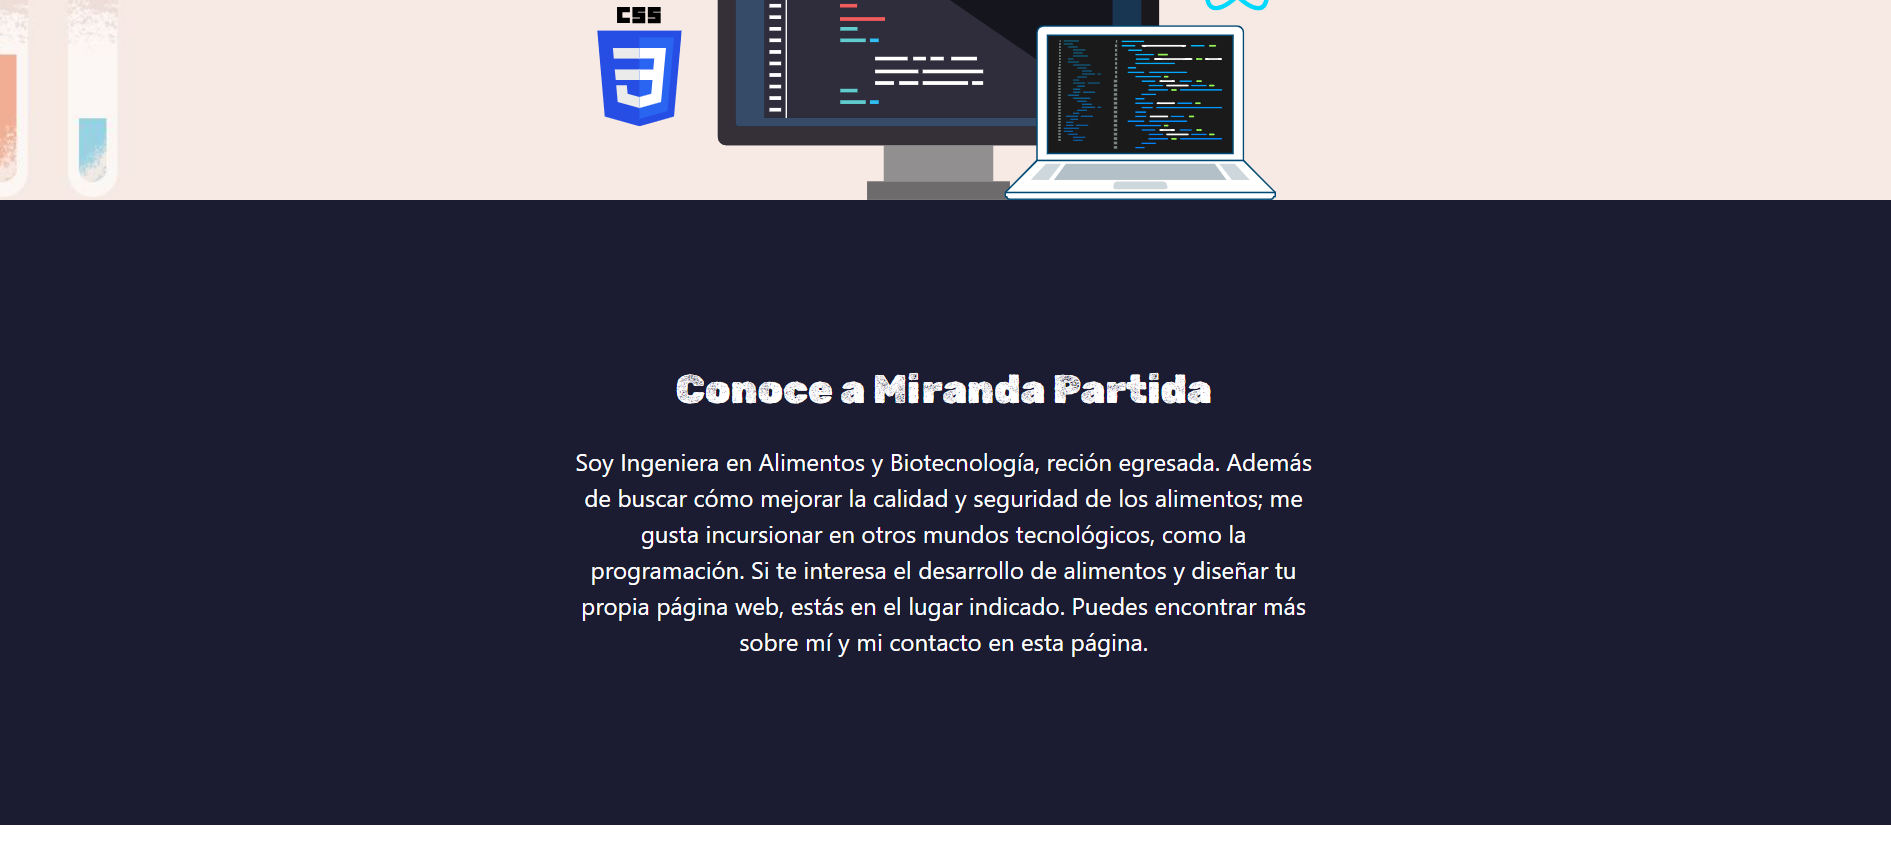 CSS
Conoce a Miranda Partida
Soy Ingeniera en Alimentos y Biotecnología, reción egresada. Además
de buscar cómo mejorar la calidad y seguridad de los alimentos; me
gusta incursionar en otros mundos tecnológicos, como la
programación. Si te interesa el desarrollo de alimentos y diseñar tu
propia página web, estás en el lugar indicado. Puedes encontrar más
sobre mí y mi contacto en esta página.